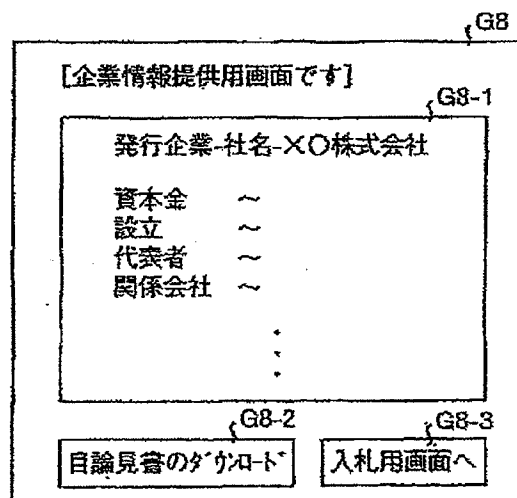 G8
[企業情報提供用画面です]
G8-1
発行企業-社名-×〇株式会社
資本金 ~
設立 ~
代表者 ~
関係会社 ~
G8-2
G8-3
目論見書のダウンロード
入札用画面へ